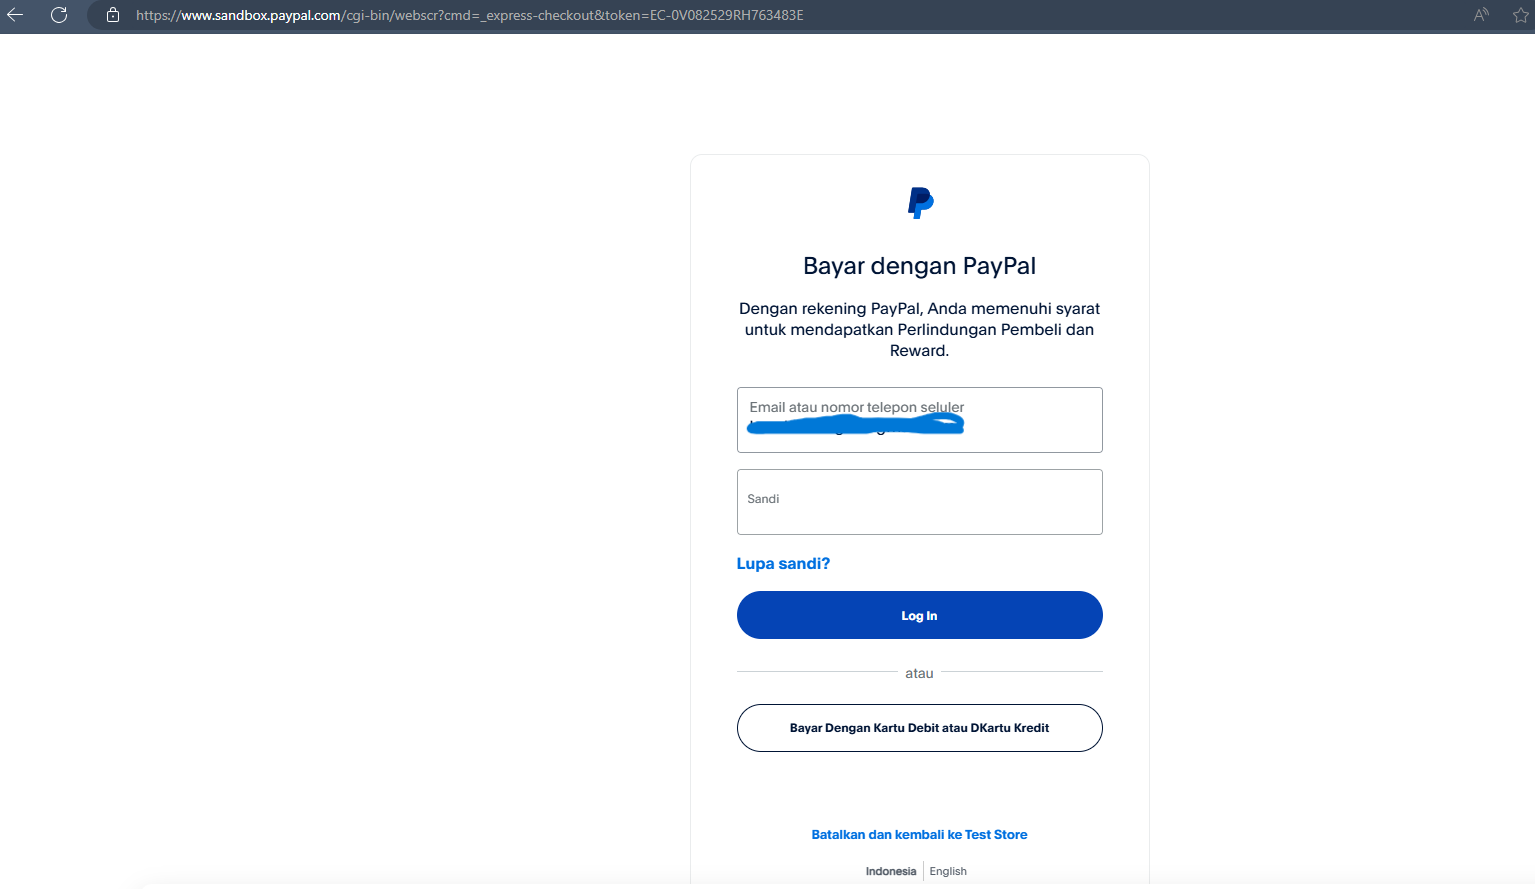 https://www.sandbox.paypal.com/cgi-bin/webscr?cmd=_express-checkout&token=EC-0V082529RH763483E
Bayar dengan PayPal
Dengan rekening PayPal, Anda memenuhi syarat
untuk mendapatkan Perlindungan Pembeli dan
Reward.
Email atau nomor telepon seluler
Sandi
Lupa sandi?
Log In
atau
Bayar Dengan Kartu Debit atau DKartu Kredit
Batalkan dan kembali ke Test Store
Indonesia English